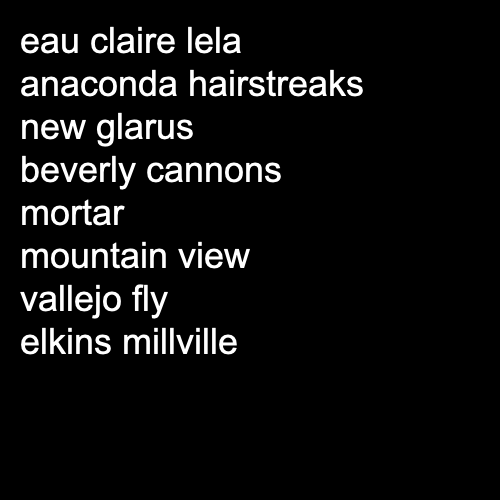 eau claire lela
anaconda hairstreaks
new glarus
beverly cannons
mortar
mountain view
vallejo fly
elkins millville